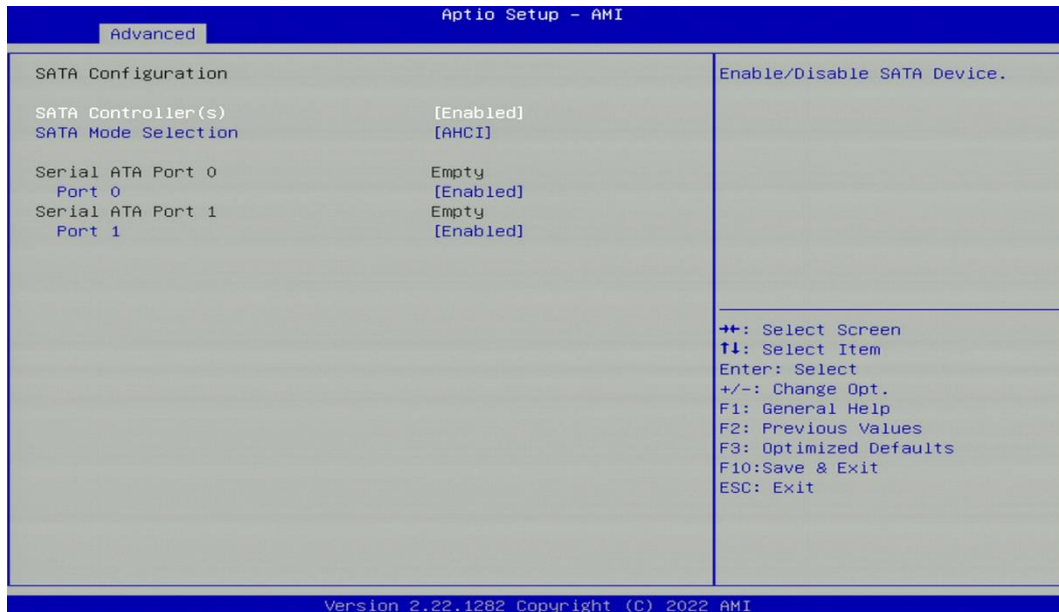 Aptio Setup – AMI
Advanced
SATA Configuration
SATA Controller(s) [Enabled]
SATA Mode Selection [AHCI]
Serial ATA Port 0 Empty
Port 0 [Enabled]
Serial ATA Port 1 Empty
Port 1 [Enabled]
Enable/Disable SATA Device.
→←: Select Screen
↑↓: Select Item
Enter: Select
+/-: Change Opt.
F1: General Help
F2: Previous Values
F3: Optimized Defaults
F10:Save & Exit
ESC: Exit
Version 2.22.1282 Copyright (C) 2022 AMI